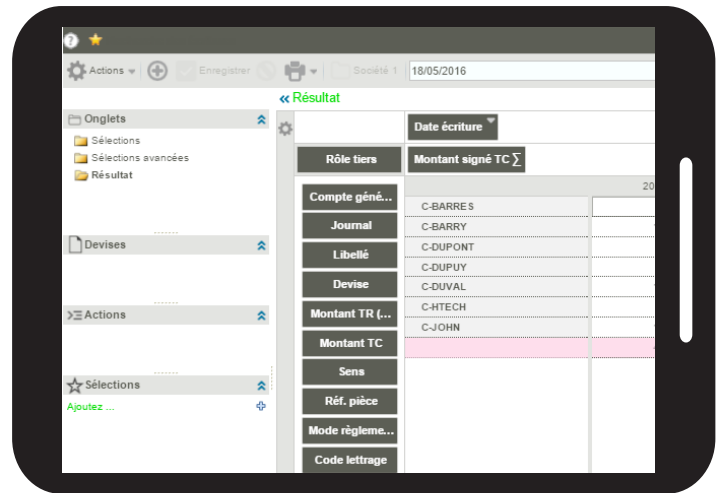 Actions
Enregistrer
Société 1
18/05/2016
Résultat
Onglets
Sélections
Sélections avancées
Résultat
Devises
Actions
Sélections
Ajoutez ...
Date écriture
Rôle tiers
Montant signé TC ∑
20
Compte géné...
Journal
Libellé
Devise
Montant TR (...
Montant TC
Sens
Réf. pièce
Mode règleme...
Code lettrage
C-BARRES
C-BARRY
C-DUPONT
C-DUPUY
C-DUVAL
C-HTECH
C-JOHN